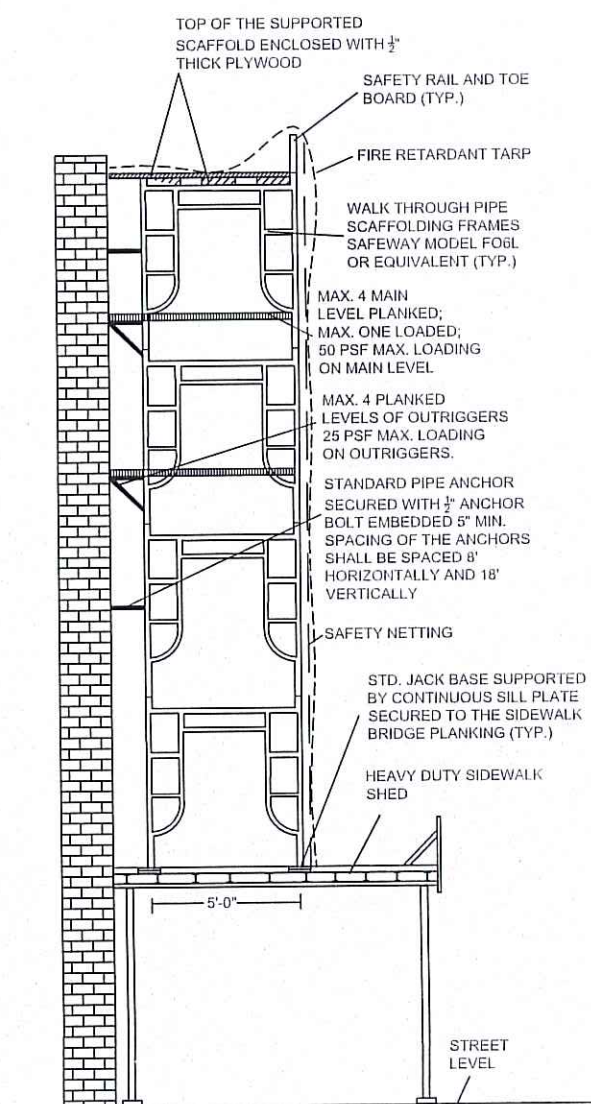 TOP OF THE SUPPORTED
SCAFFOLD ENCLOSED WITH ½"
THICK PLYWOOD
SAFETY RAIL AND TOE
BOARD (TYP.)
FIRE RETARDANT TARP
WALK THROUGH PIPE
SCAFFOLDING FRAMES
SAFEWAY MODEL FO6L
OR EQUIVALENT (TYP.)
MAX. 4 MAIN
LEVEL PLANKED;
MAX. ONE LOADED;
50 PSF MAX. LOADING
ON MAIN LEVEL
MAX. 4 PLANKED
LEVELS OF OUTRIGGERS
25 PSF MAX. LOADING
ON OUTRIGGERS.
STANDARD PIPE ANCHOR
SECURED WITH ½" ANCHOR
BOLT EMBEDDED 5" MIN.
SPACING OF THE ANCHORS
SHALL BE SPACED 8'
HORIZONTALLY AND 18'
VERTICALLY
SAFETY NETTING
STD. JACK BASE SUPPORTED
BY CONTINUOUS SILL PLATE
SECURED TO THE SIDEWALK
BRIDGE PLANKING (TYP.)
HEAVY DUTY SIDEWALK
SHED
5'-0"
STREET
LEVEL